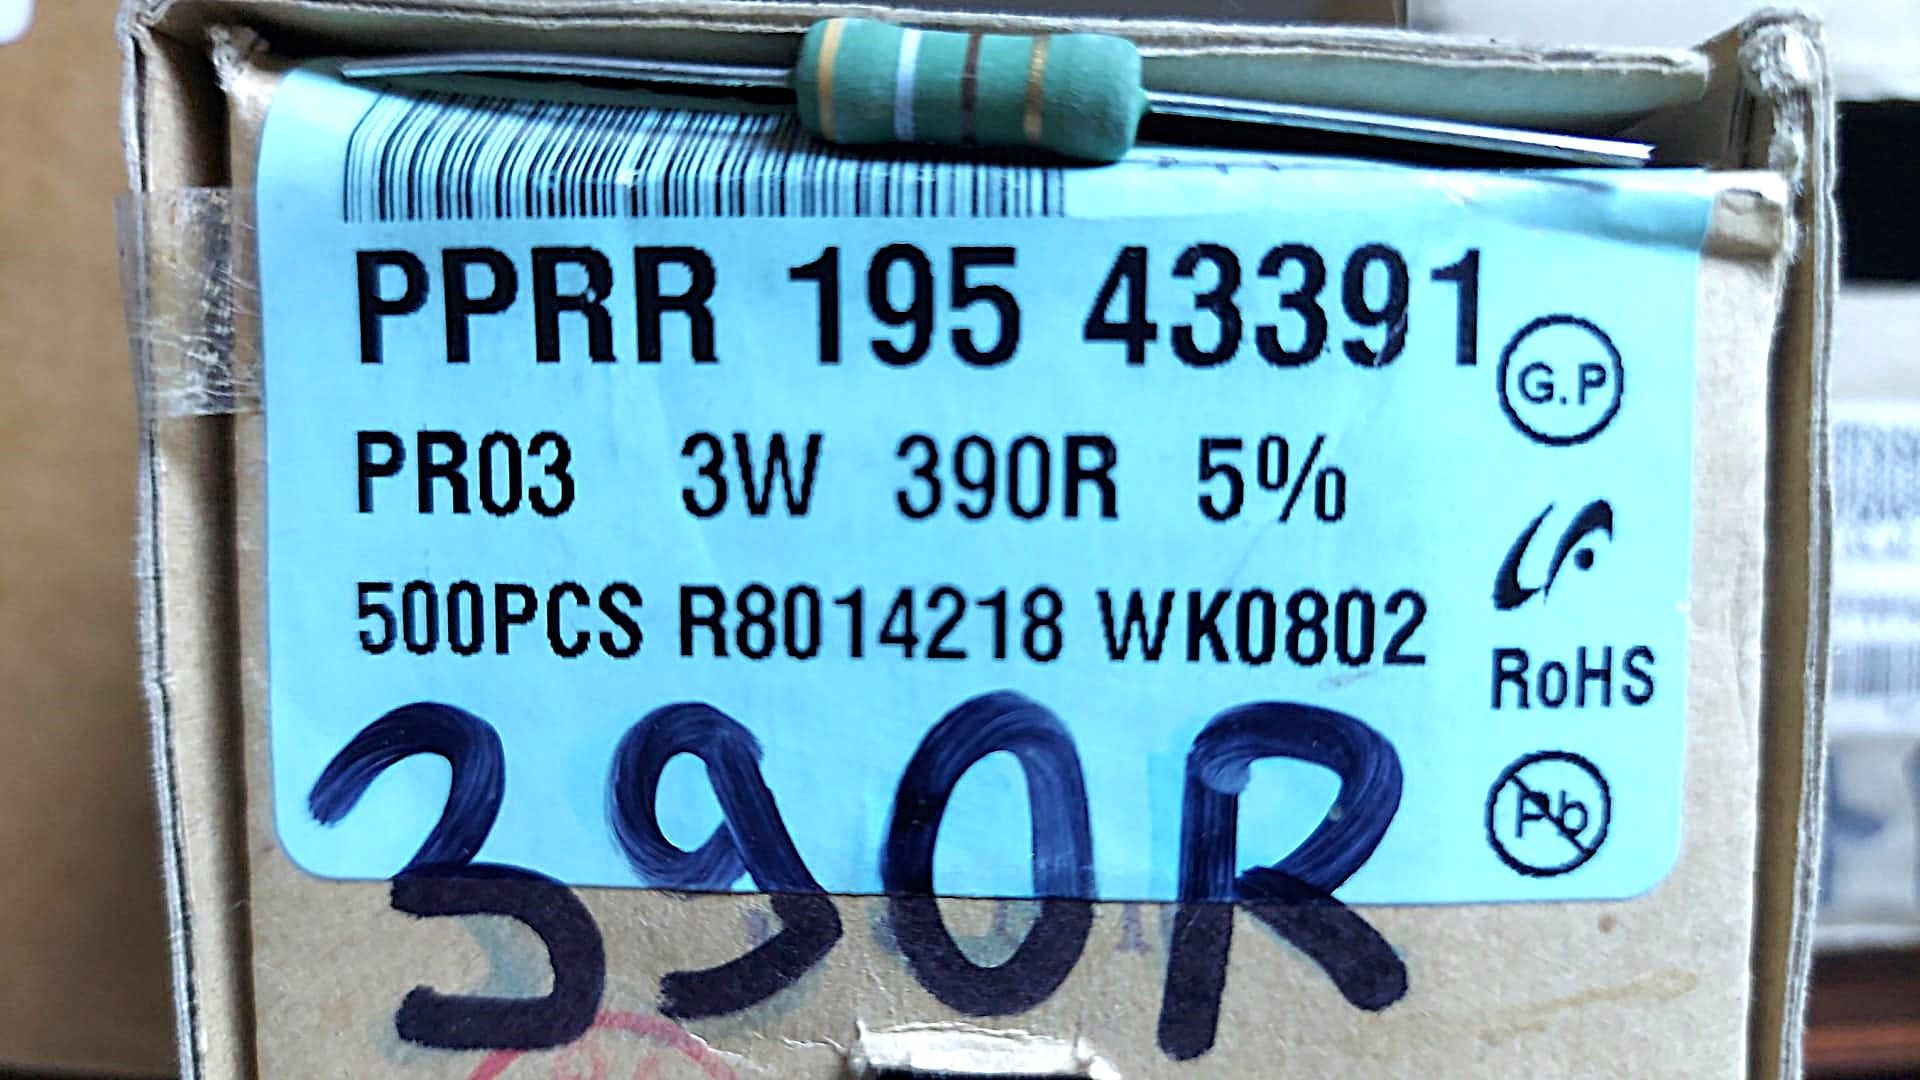 PPRR 195 43391
G.P
PR03 3W 390R 5%
500PCS R8014218 WK0802
RoHS
Pb
390R